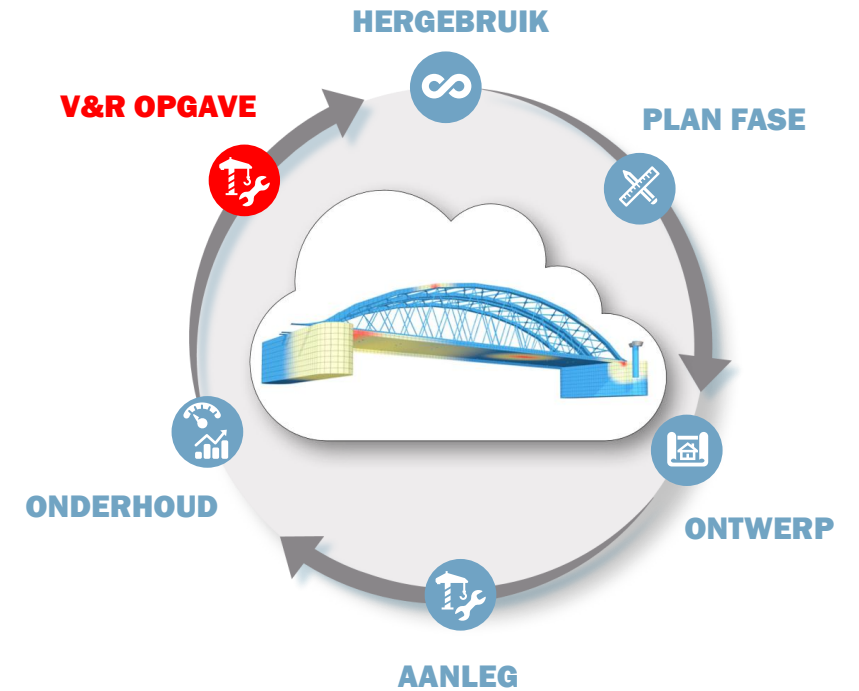 HERGEBRUIK
V&R OPGAVE
PLAN FASE
ONDERHOUD
ONTWERP
AANLEG